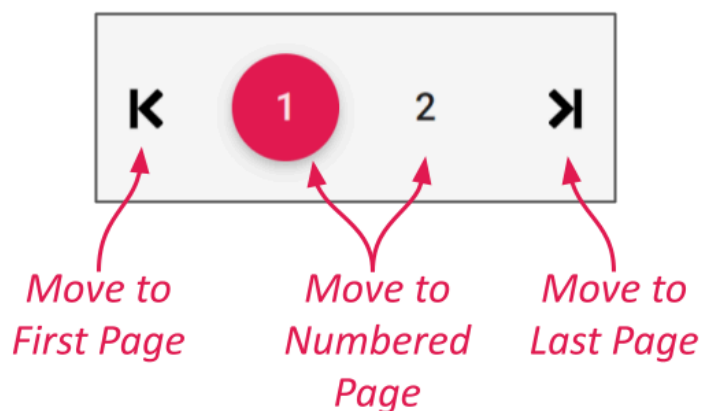 1 2
Move to
First Page
Move to
Numbered
Page
Move to
Last Page